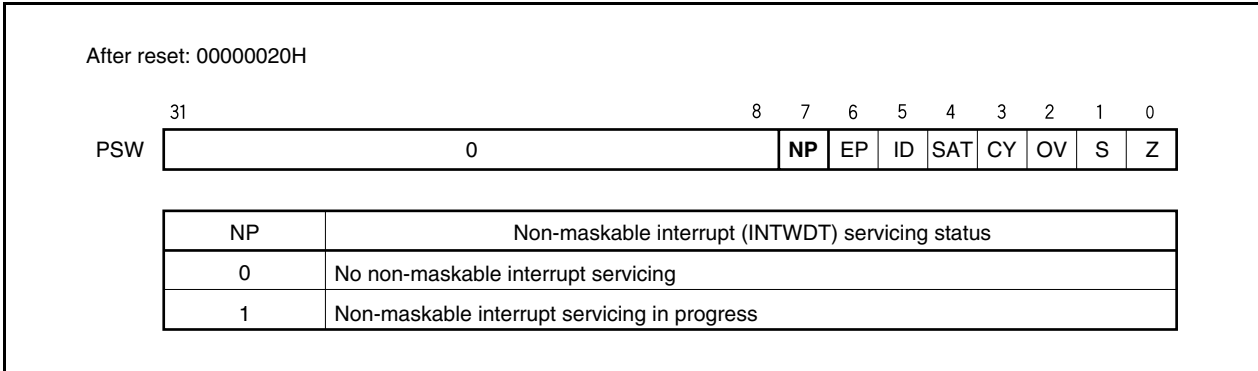 After reset: 00000020H
31 8 7 6 5 4 3 2 1 0
PSW 0 NP EP ID SAT CY OV S Z
NP Non-maskable interrupt (INTWDT) servicing status
0 No non-maskable interrupt servicing
1 Non-maskable interrupt servicing in progress